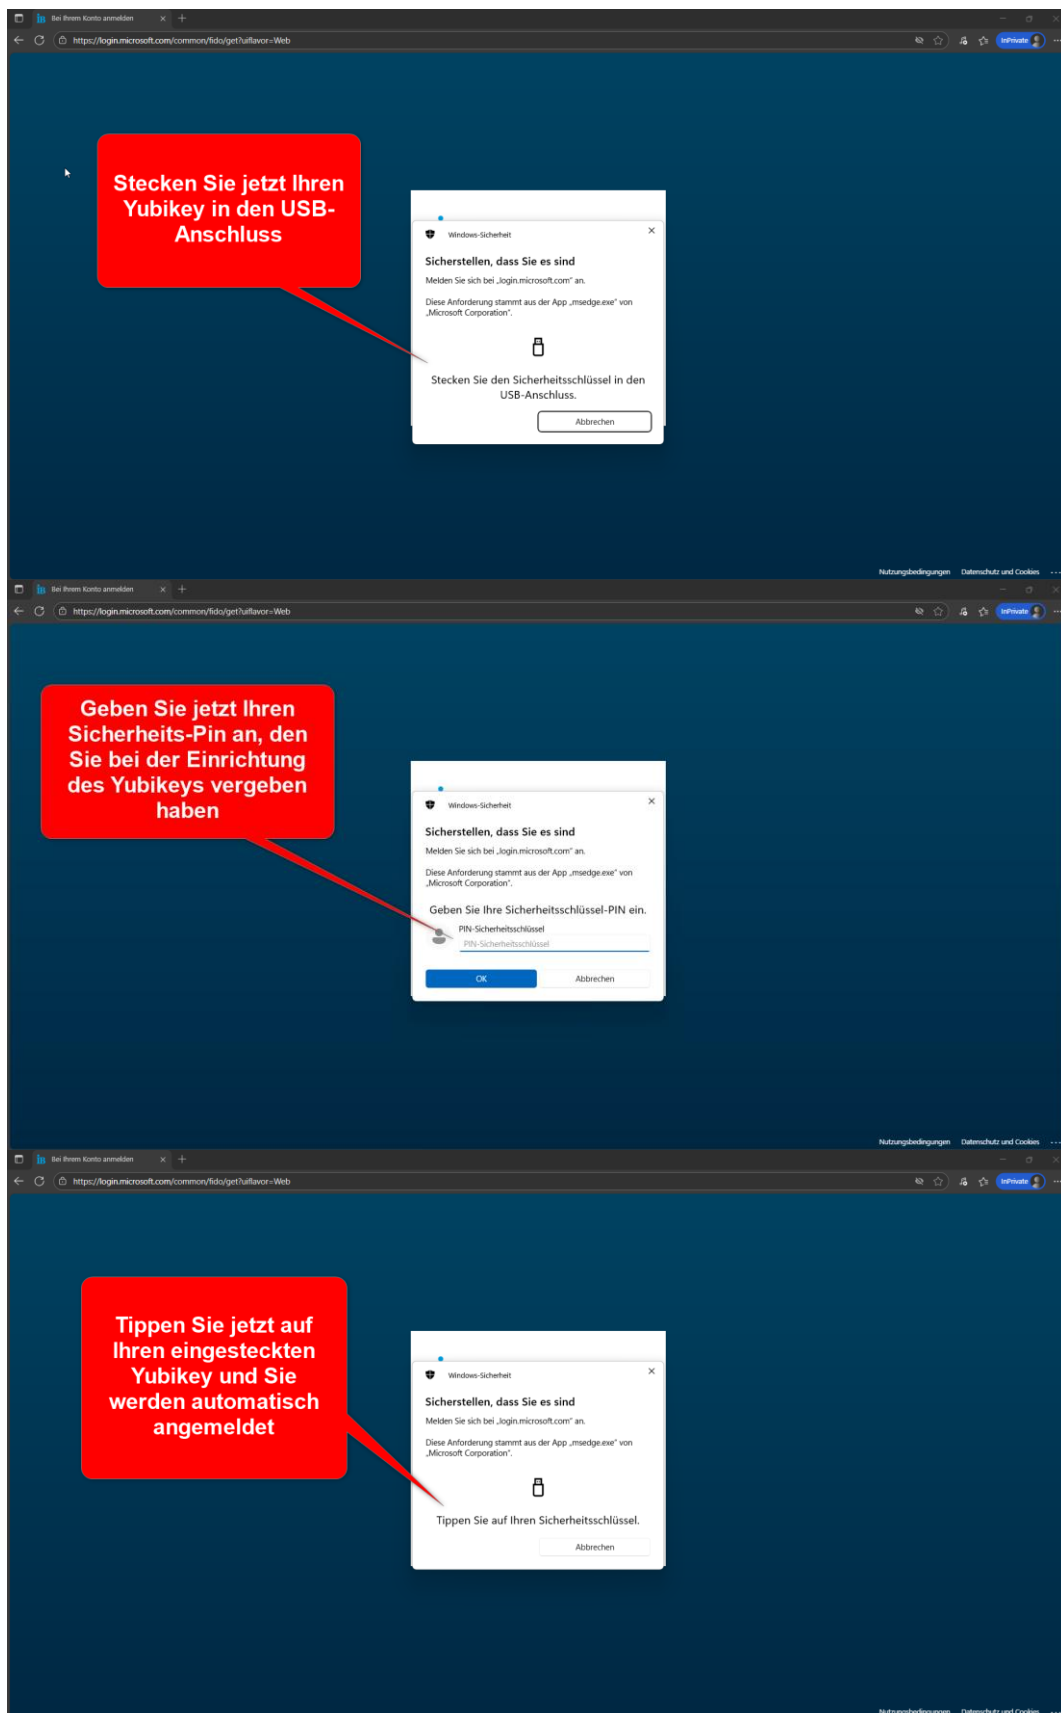 Bei Ihrem Konto anmelden
https://login.microsoft.com/common/fido/get?uiflavor=Web
InPrivate
Stecken Sie jetzt Ihren
Yubikey in den USB-
Anschluss
Windows-Sicherheit
Sicherstellen, dass Sie es sind
Melden Sie sich bei „login.microsoft.com“ an.
Diese Anforderung stammt aus der App „msedge.exe“ von
„Microsoft Corporation“.
Stecken Sie den Sicherheitsschlüssel in den
USB-Anschluss.
Abbrechen
Nutzungsbedingungen Datenschutz und Cookies ...
Bei Ihrem Konto anmelden
https://login.microsoft.com/common/fido/get?uiflavor=Web
InPrivate
Geben Sie jetzt Ihren
Sicherheits-Pin an, den
Sie bei der Einrichtung
des Yubikeys vergeben
haben
Windows-Sicherheit
Sicherstellen, dass Sie es sind
Melden Sie sich bei „login.microsoft.com“ an.
Diese Anforderung stammt aus der App „msedge.exe“ von
„Microsoft Corporation“.
Geben Sie Ihre Sicherheitsschlüssel-PIN ein.
PIN-Sicherheitsschlüssel
PIN-Sicherheitsschlüssel
OK Abbrechen
Nutzungsbedingungen Datenschutz und Cookies ...
Bei Ihrem Konto anmelden
https://login.microsoft.com/common/fido/get?uiflavor=Web
InPrivate
Tippen Sie jetzt auf
Ihren eingesteckten
Yubikey und Sie
werden automatisch
angemeldet
Windows-Sicherheit
Sicherstellen, dass Sie es sind
Melden Sie sich bei „login.microsoft.com“ an.
Diese Anforderung stammt aus der App „msedge.exe“ von
„Microsoft Corporation“.
Tippen Sie auf Ihren Sicherheitsschlüssel.
Abbrechen
Nutzungsbedingungen Datenschutz und Cookies ...